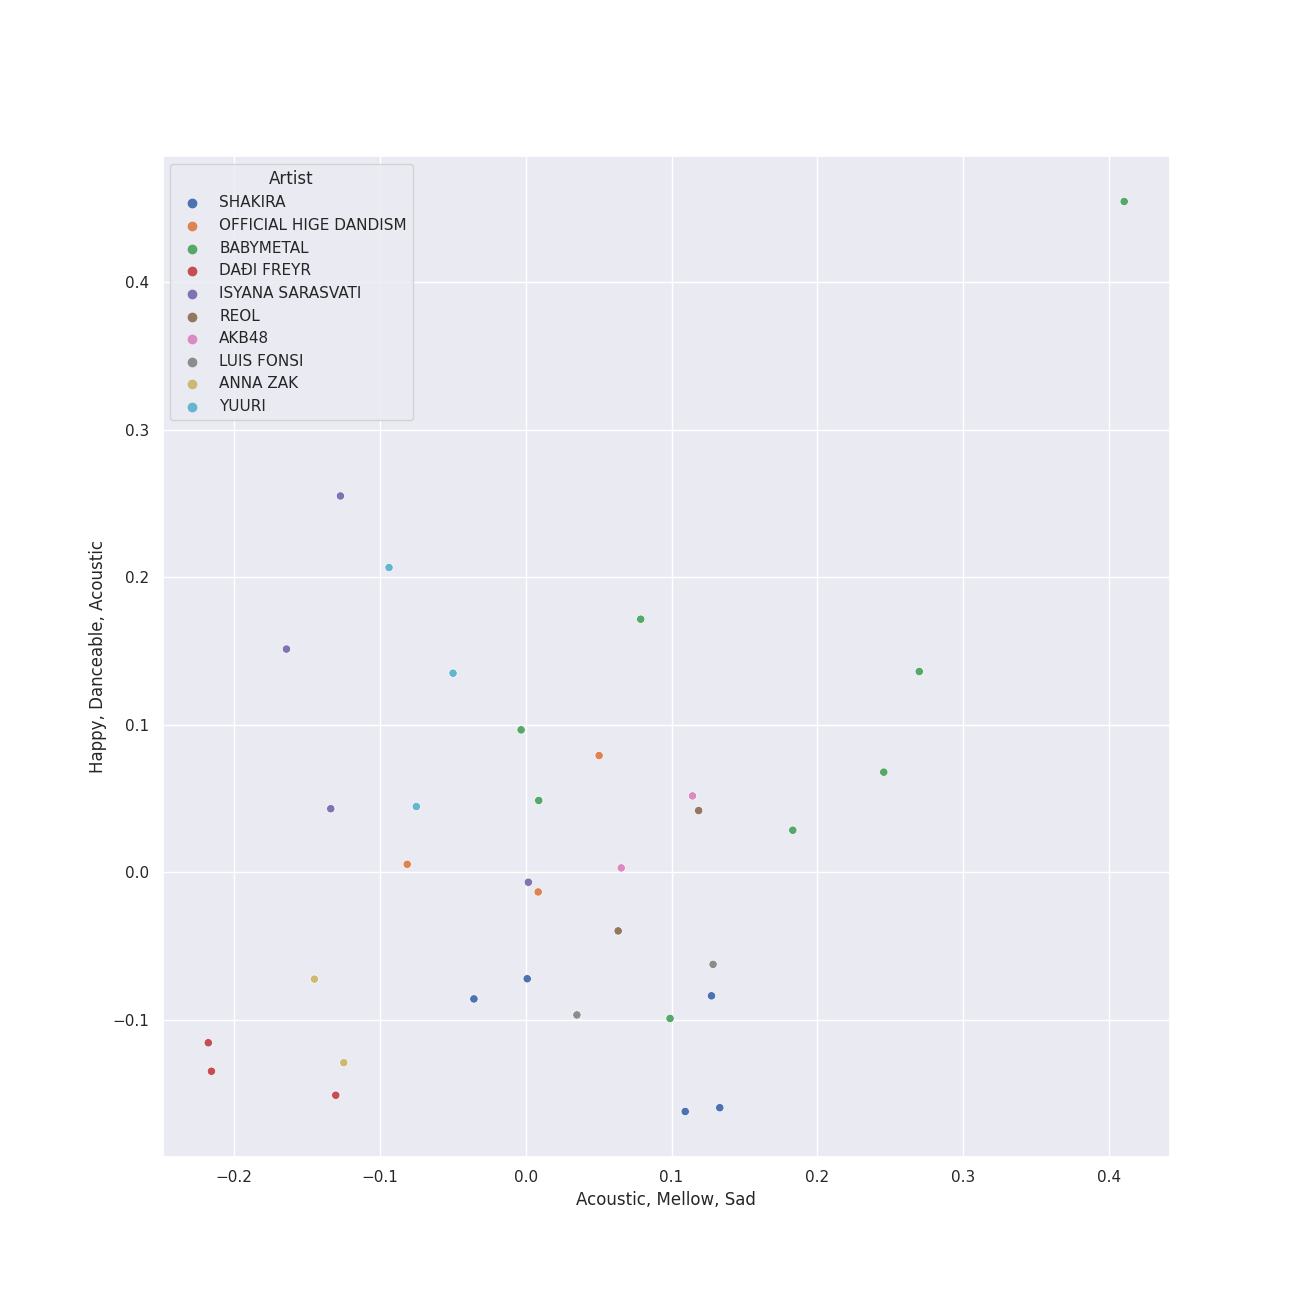 Artist
SHAKIRA
OFFICIAL HIGE DANDISM
BABYMETAL
DAÐI FREYR
ISYANA SARASVATI
REOL
AKB48
LUIS FONSI
ANNA ZAK
YUURI
Happy, Danceable, Acoustic
0.4
0.3
0.2
0.1
0.0
−0.1
−0.2
−0.1
0.0
0.1
0.2
0.3
0.4
Acoustic, Mellow, Sad